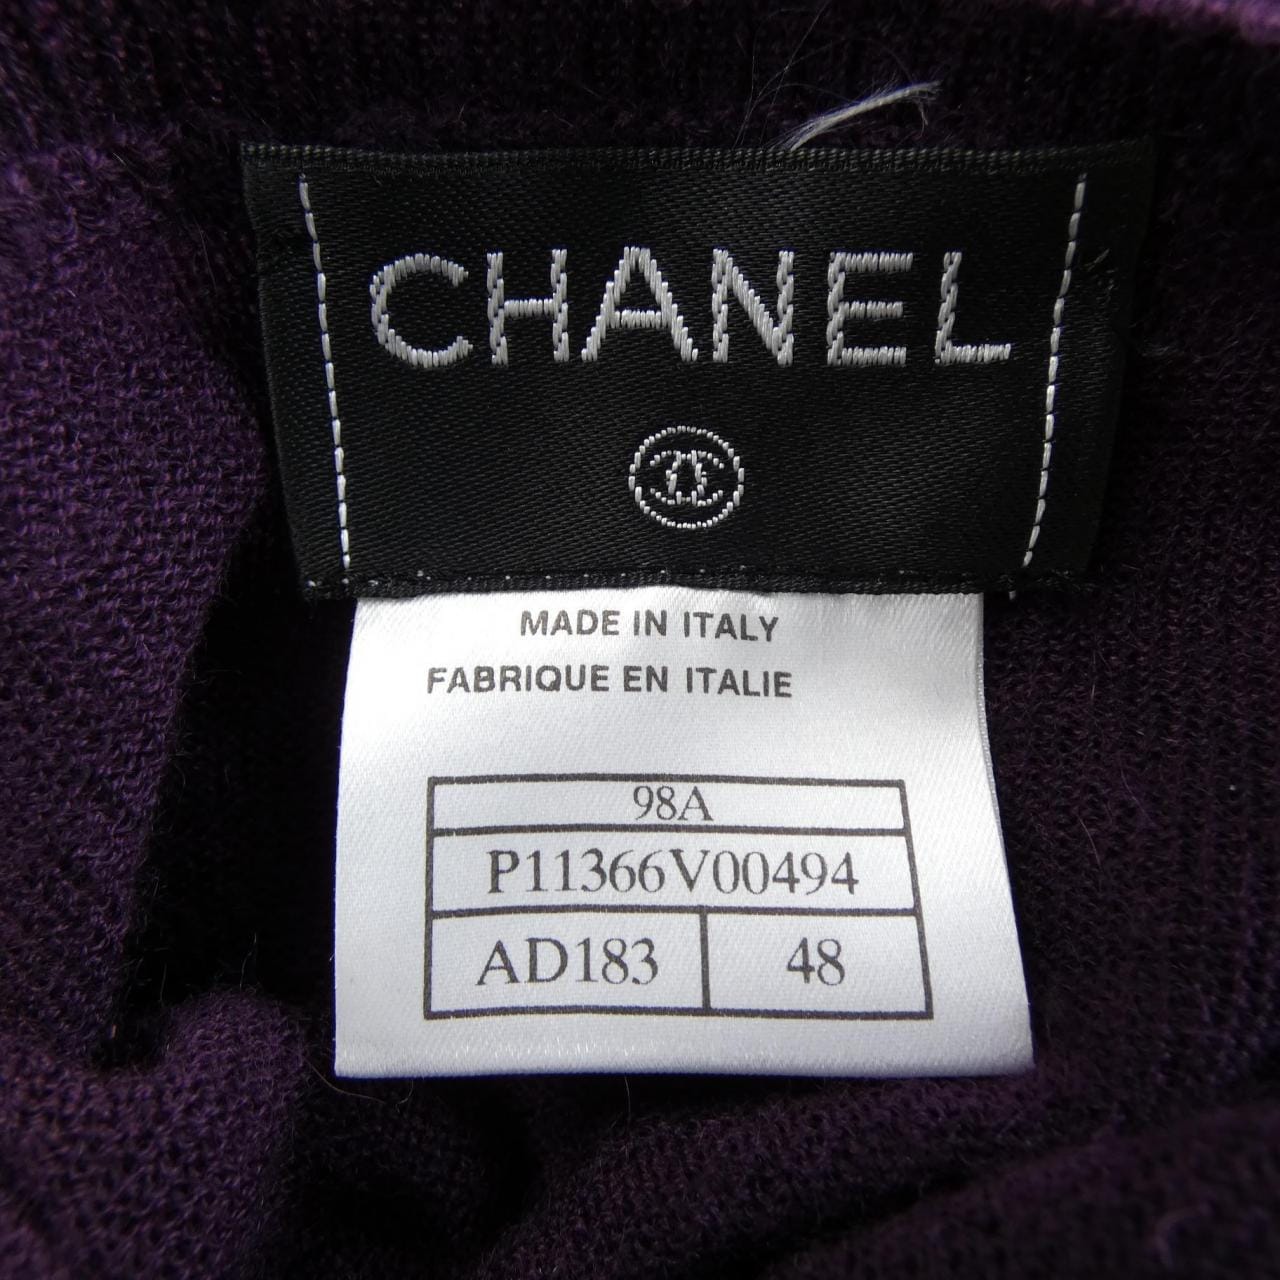 CHANEL
MADE IN ITALY
FABRIQUE EN ITALIE
98A
P11366V00494
AD183 48